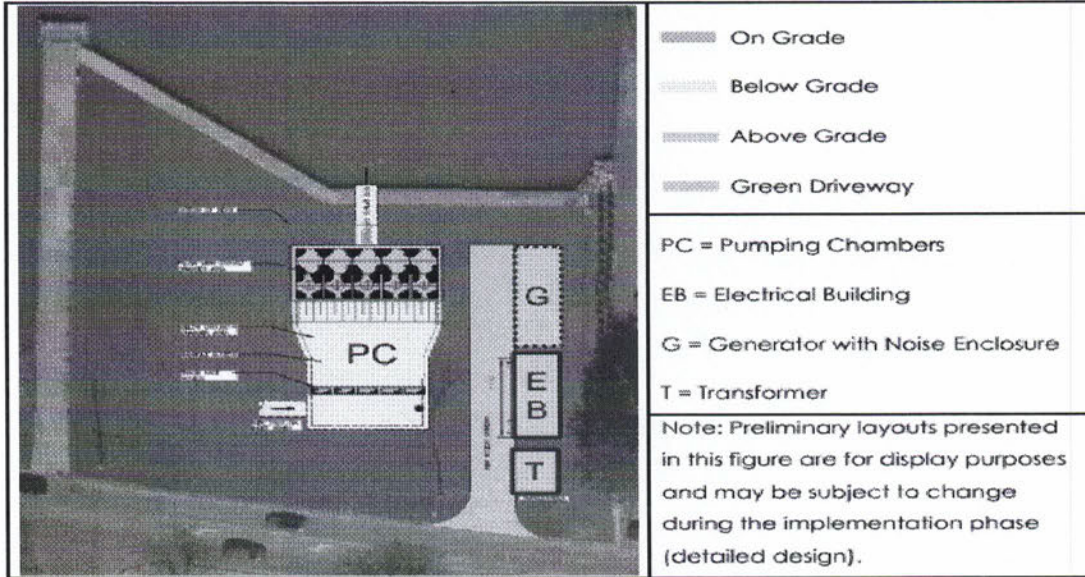 On Grade
Below Grade
Above Grade
Green Driveway
PC = Pumping Chambers
EB = Electrical Building
G = Generator with Noise Enclosure
T = Transformer
Note: Preliminary layouts presented
in this figure are for display purposes
and may be subject to change
during the implementation phase
(detailed design).
G
PC
E
B
T